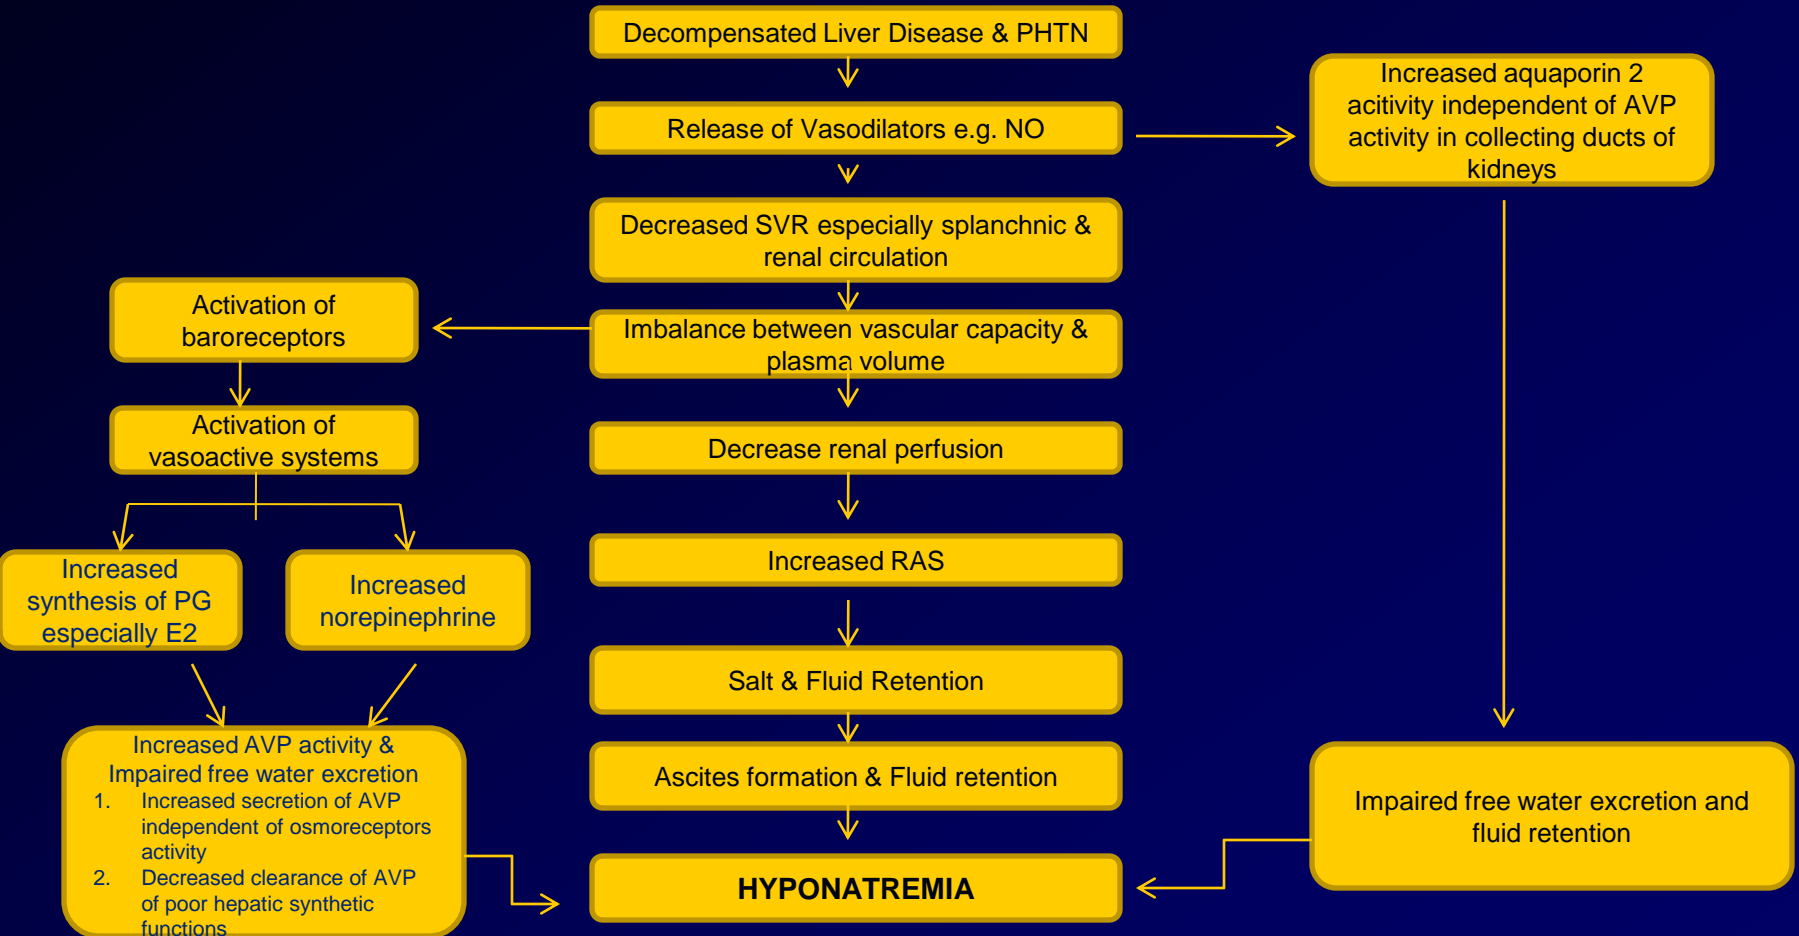 Decompensated Liver Disease & PHTN
Release of Vasodilators e.g. NO
Increased aquaporin 2
acitivity independent of AVP
activity in collecting ducts of
kidneys
Decreased SVR especially splanchnic &
renal circulation
Activation of
baroreceptors
Imbalance between vascular capacity &
plasma volume
Activation of
vasoactive systems
Decrease renal perfusion
Increased
synthesis of PG
especially E2
Increased
norepinephrine
Increased RAS
Salt & Fluid Retention
Increased AVP activity &
Impaired free water excretion
1. Increased secretion of AVP
independent of osmoreceptors
activity
2. Decreased clearance of AVP
of poor hepatic synthetic
functions
Ascites formation & Fluid retention
Impaired free water excretion and
fluid retention
HYPONATREMIA